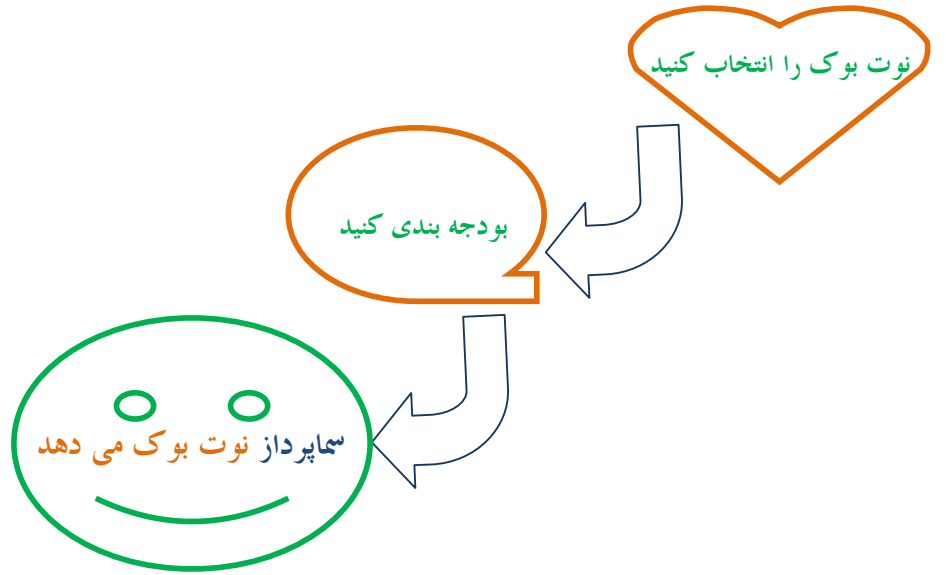 نوت بوک را انتخاب کنید
بودجه بندی کنید
سماپرداز نوت بوک می دهد